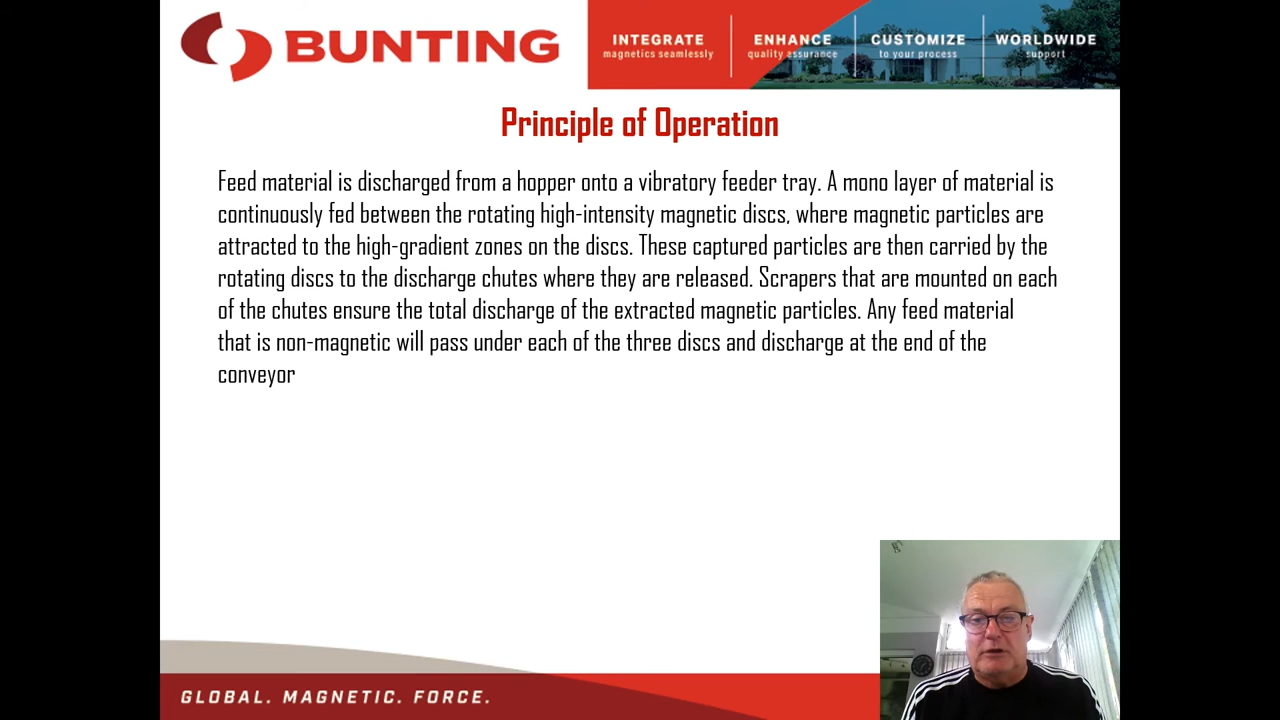 BUNTING
INTEGRATE
magnetics seamlessly
ENHANCE
quality assurance
CUSTOMIZE
to your process
WORLDWIDE
support
Principle of Operation
Feed material is discharged from a hopper onto a vibratory feeder tray. A mono layer of material is
continuously fed between the rotating high-intensity magnetic discs, where magnetic particles are
attracted to the high-gradient zones on the discs. These captured particles are then carried by the
rotating discs to the discharge chutes where they are released. Scrapers that are mounted on each
of the chutes ensure the total discharge of the extracted magnetic particles. Any feed material
that is non-magnetic will pass under each of the three discs and discharge at the end of the
conveyor
GLOBAL. MAGNETIC. FORCE.